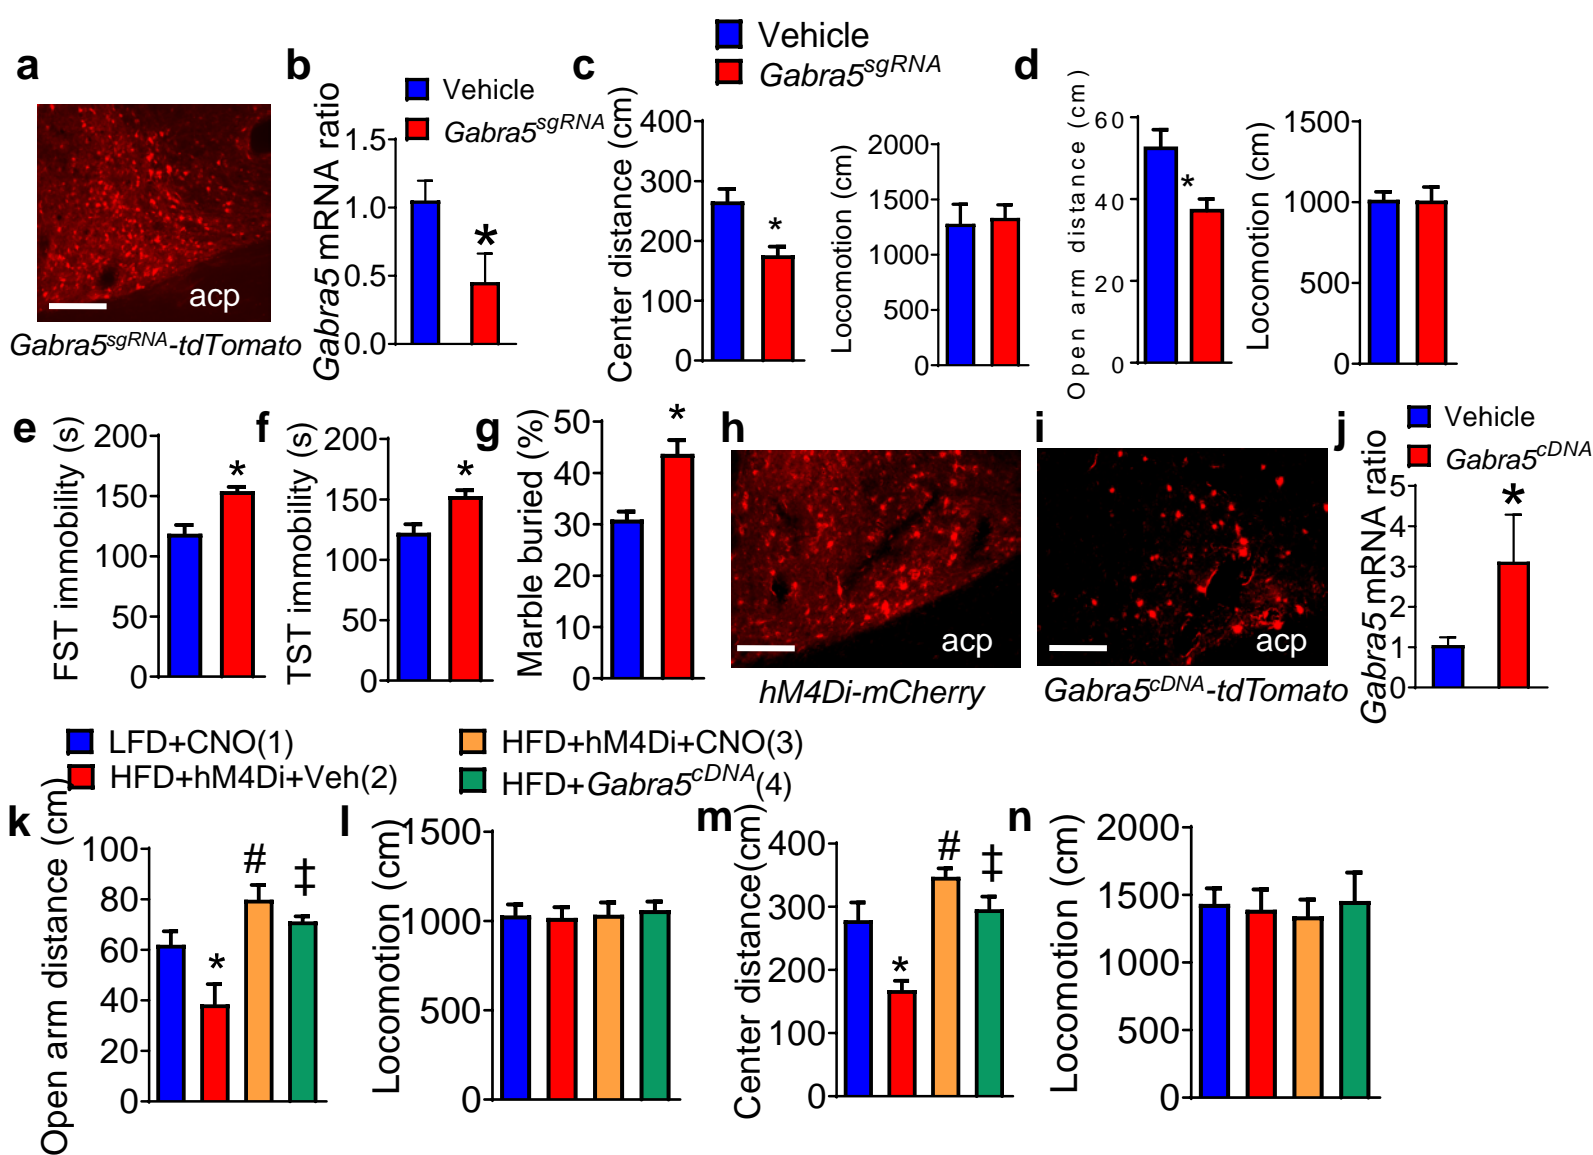 a
acp
Gabra5sgRNA-tdTomato
b
Vehicle
Gabra5sgRNA
Gabra5 mRNA ratio
1.5
1.0
0.5
0.0
*
Vehicle
Gabra5sgRNA
c
Center distance (cm)
400
300
200
100
0
*
Locomotion (cm)
2000
1500
1000
500
0
d
Open arm distance (cm)
60
40
20
0
*
Locomotion (cm)
1500
1000
500
0
e
FST immobility (s)
200
150
100
50
0
*
f
TST immobility (s)
200
150
100
50
0
*
g
Marble buried (%)
50
40
30
20
10
0
*
h
acp
hM4Di-mCherry
i
acp
Gabra5cDNA-tdTomato
j
Vehicle
Gabra5cDNA
Gabra5 mRNA ratio
5
4
3
2
1
0
*
LFD+CNO(1)
HFD+hM4Di+Veh(2)
HFD+hM4Di+CNO(3)
HFD+Gabra5cDNA(4)
k
Open arm distance (cm)
100
80
60
40
20
0
*
#
‡
l
Locomotion (cm)
1500
1000
500
0
m
Center distance(cm)
400
300
200
100
0
*
#
‡
n
Locomotion (cm)
2000
1500
1000
500
0